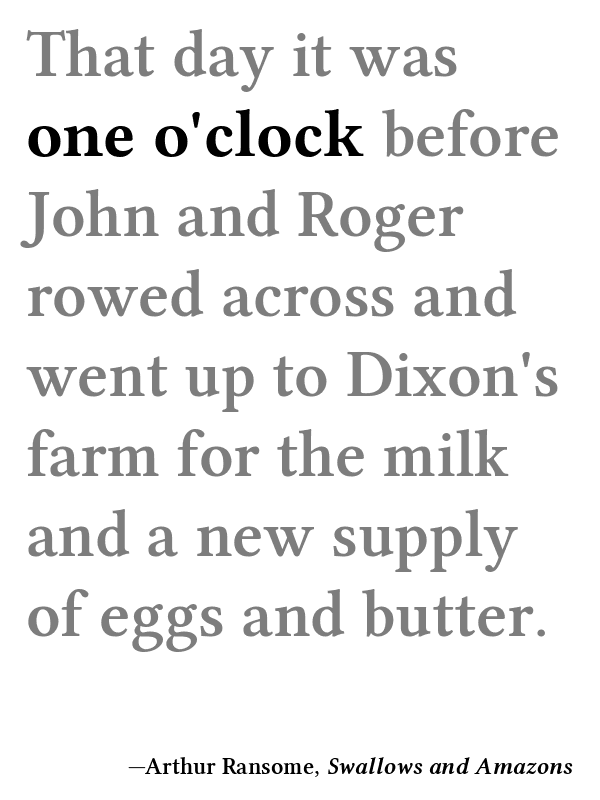 That day it was
one o'clock before
John and Roger
rowed across and
went up to Dixon's
farm for the milk
and a new supply
of eggs and butter.
—Arthur Ransome, Swallows and Amazons